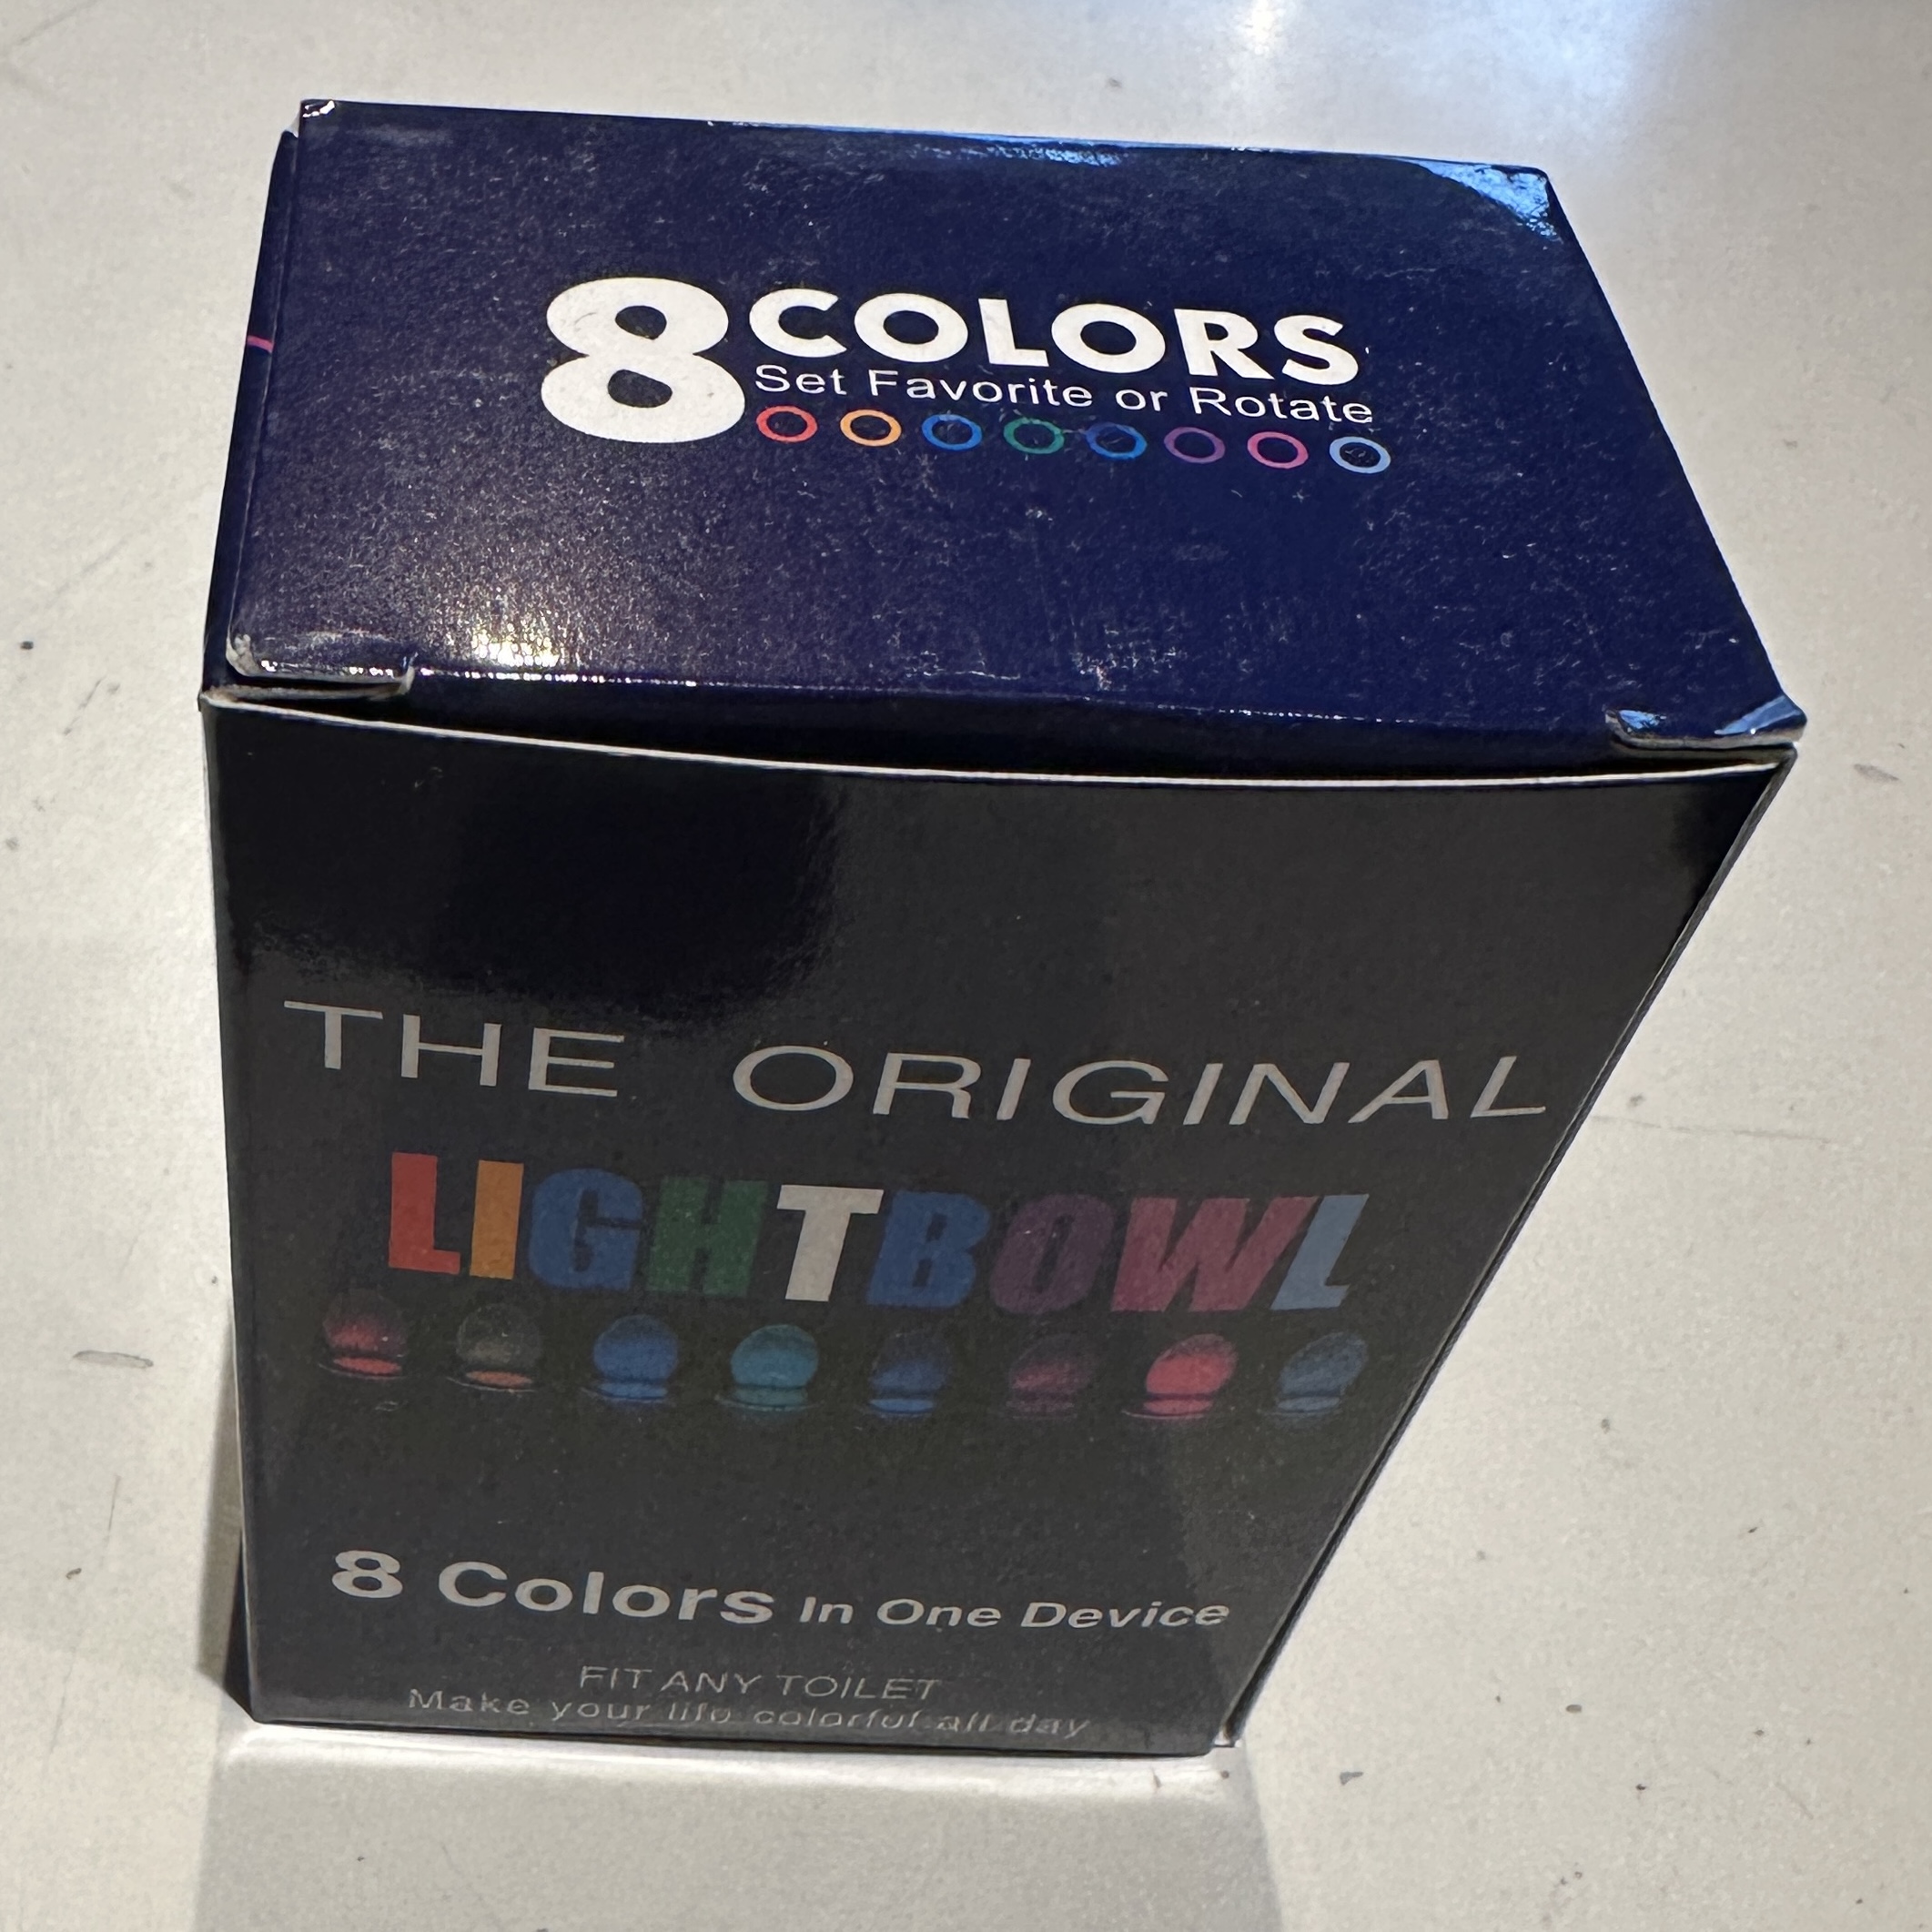 8 COLORS
Set Favorite or Rotate
THE ORIGINAL
LIGHTBOWL
8 Colors In One Device
FIT ANY TOILET
Make your life colorful all day